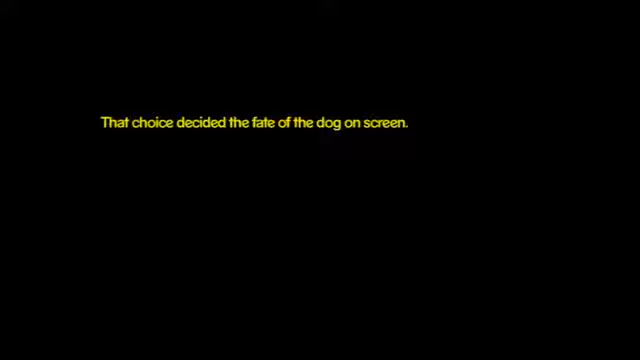 That choice decided the fate of the dog on screen.